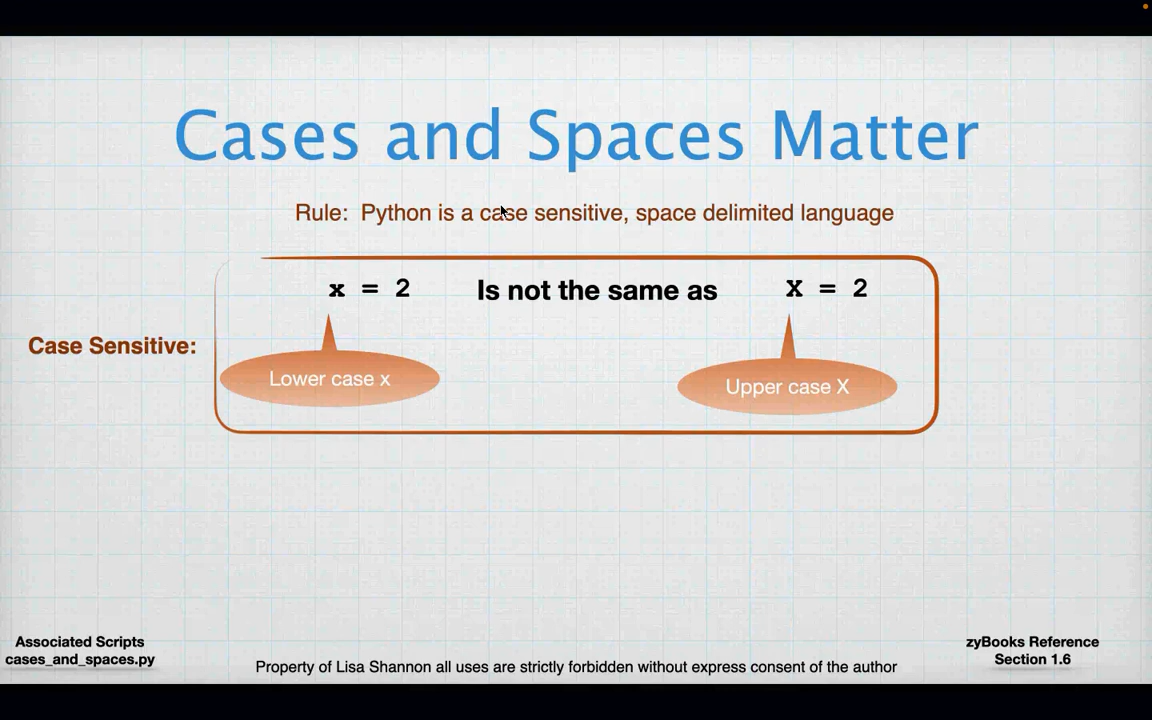 Cases and Spaces Matter
Rule: Python is a case sensitive, space delimited language
x = 2 Is not the same as X = 2
Case Sensitive:
Lower case x
Upper case X
Associated Scripts
cases_and_spaces.py
Property of Lisa Shannon all uses are strictly forbidden without express consent of the author
zyBooks Reference
Section 1.6